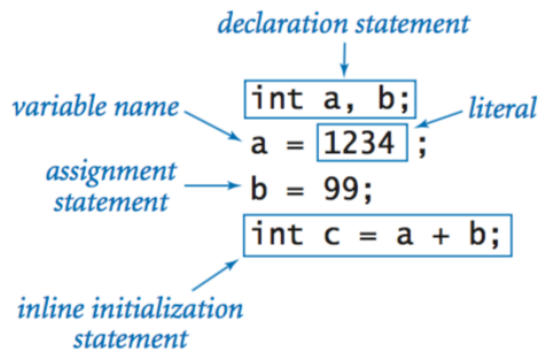 declaration statement
int a, b;
variable name
literal
a = 1234 ;
assignment
statement
b = 99;
int c = a + b;
inline initialization
statement